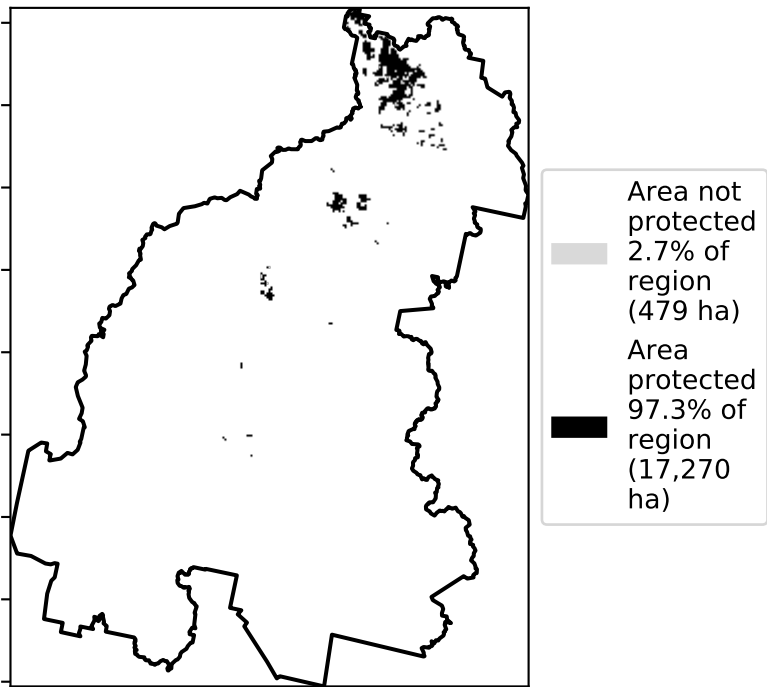 Area not
protected
2.7% of
region
(479 ha)
Area
protected
97.3% of
region
(17,270
ha)